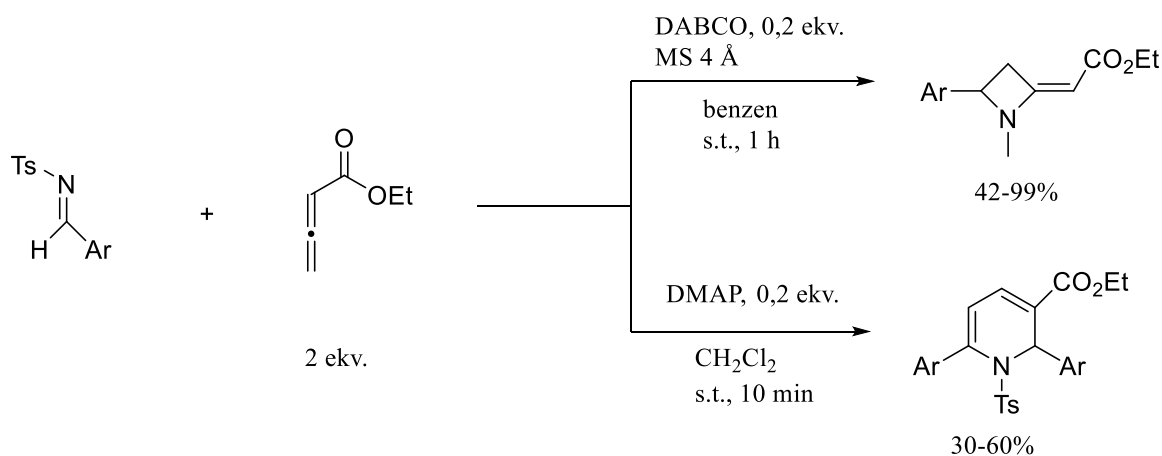 Ts
N
H
Ar
+
O
OEt
2 ekv.
DABCO, 0,2 ekv.
MS 4 Å
benzen
s.t., 1 h
Ar
N
CO₂Et
42-99%
DMAP, 0,2 ekv.
CH₂Cl₂
s.t., 10 min
CO₂Et
Ar
N
Ar
Ts
30-60%